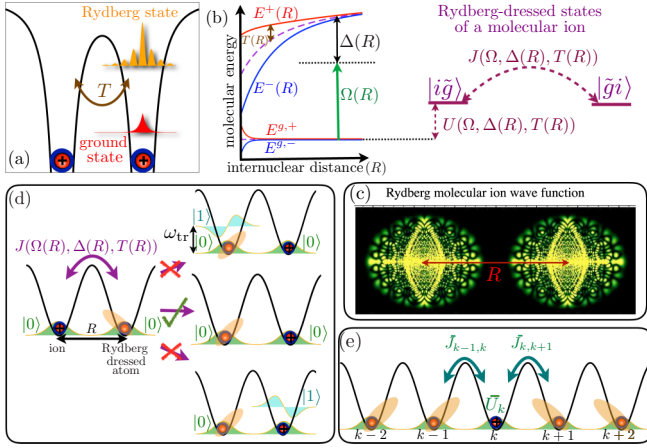 Rydberg
state
T
ground
state
(a)
(b)
E⁺(R)
T(R)
Δ(R)
E⁻(R)
Ω(R)
E^{g,+}
E^{g,-}
molecular energy
internuclear distance(R)
Rydberg-dressed states
of a molecular ion
J(Ω, Δ(R), T(R))
|ig̃⟩
|g̃i⟩
U(Ω, Δ(R), T(R))
(c)
Rydberg molecular ion wave function
R
(d)
J(Ω(R), Δ(R), T(R))
|0⟩
R
|0⟩
ion
Rydberg
dressed
atom
|1⟩
ω_tr
|0⟩
|0⟩
|0⟩
|0⟩
|1⟩
|0⟩
(e)
J̄_{k−1,k}
J̄_{k,k+1}
Ū_k
k − 2
k − 1
k
k + 1
k + 2